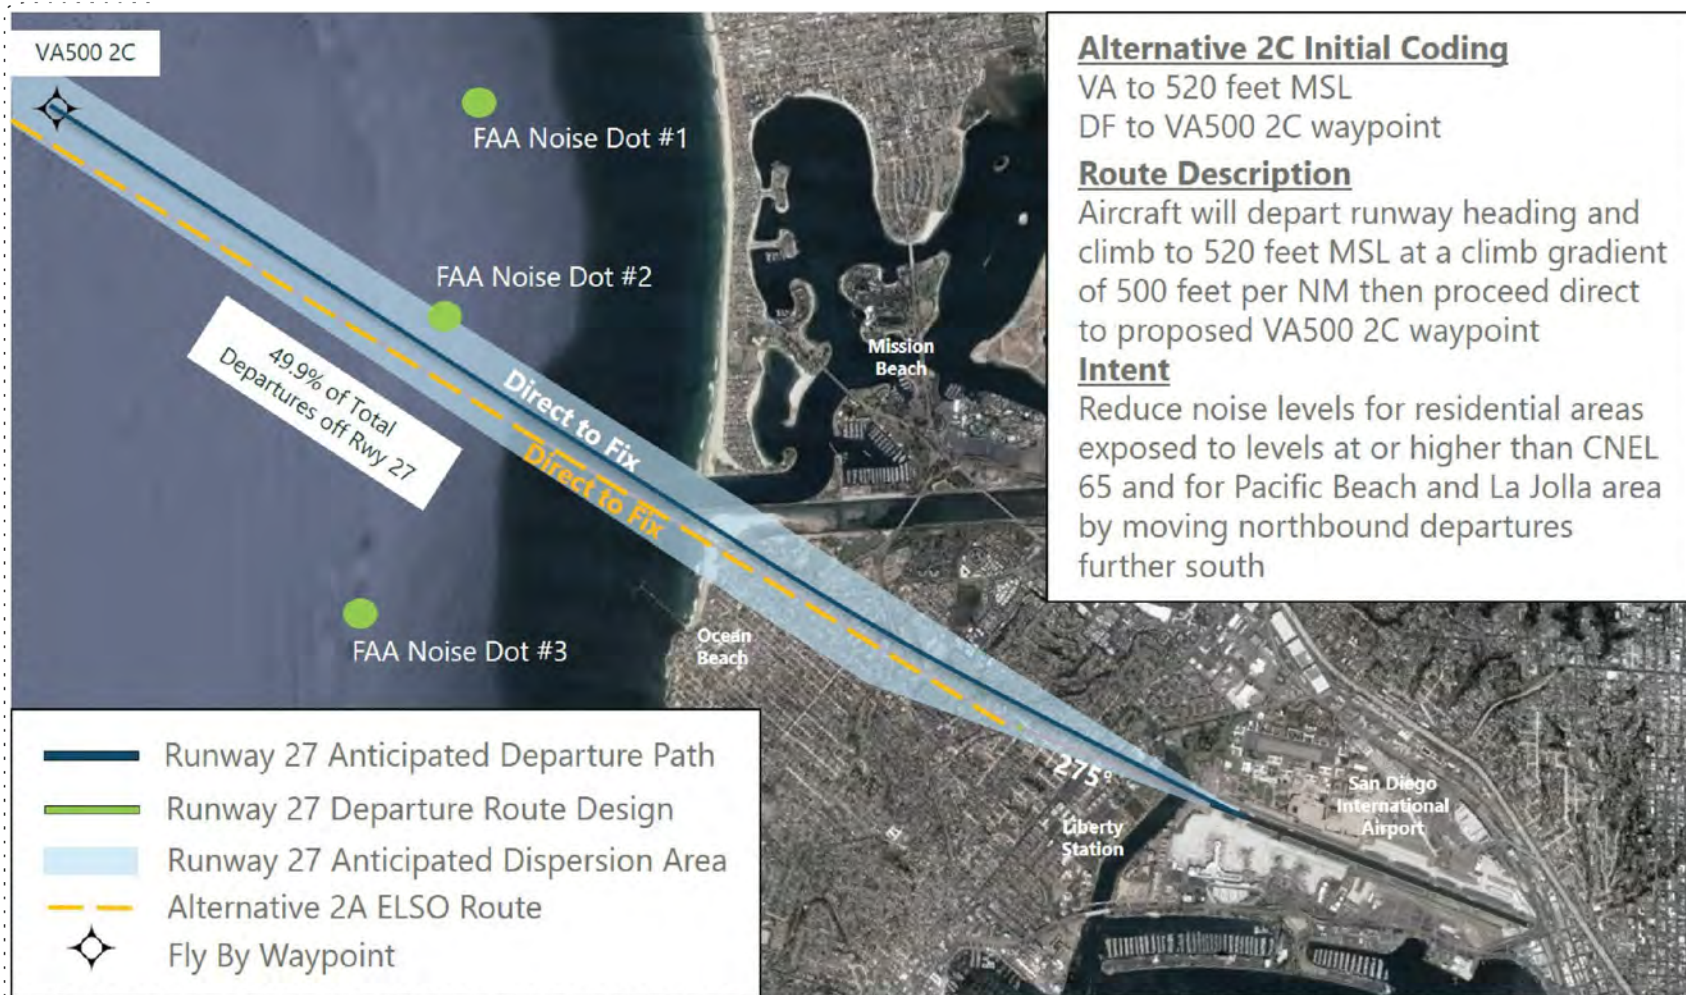 VA500 2C
FAA Noise Dot #1
FAA Noise Dot #2
49.9% of Total
Departures off Rwy 27
Direct to Fix
Direct to Fix
FAA Noise Dot #3
Mission
Beach
Ocean
Beach
275°
Liberty
Station
San Diego
International
Airport
Alternative 2C Initial Coding
VA to 520 feet MSL
DF to VA500 2C waypoint
Route Description
Aircraft will depart runway heading and
climb to 520 feet MSL at a climb gradient
of 500 feet per NM then proceed direct
to proposed VA500 2C waypoint
Intent
Reduce noise levels for residential areas
exposed to levels at or higher than CNEL
65 and for Pacific Beach and La Jolla area
by moving northbound departures
further south
Runway 27 Anticipated Departure Path
Runway 27 Departure Route Design
Runway 27 Anticipated Dispersion Area
Alternative 2A ELSO Route
Fly By Waypoint